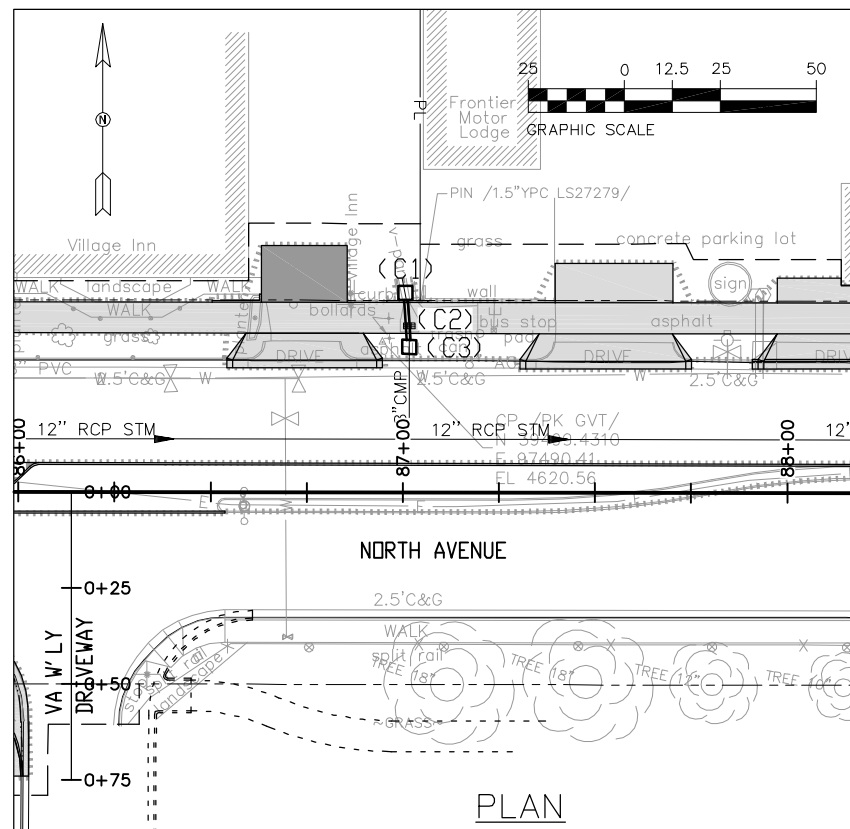 25 0 12.5 25 50
GRAPHIC SCALE
N
Frontier
Motor
Lodge
PL
PIN /1.5"YPC LS27279/
Village Inn
Village Inn
grass
concrete parking lot
(C1)
WALK landscape WALK
WALK
grass
curb
wall
sign
bollards
(C2)
bus stop
asphalt
pad
(C3)
DRIVE
DRIVE
PVC
W
2.5'C&G
W
2.5'C&G
W
W
2.5'C&G
"CMP
CP /PK GVT/
12" RCP STM
12" RCP STM
86+00
87+00
88+00
E 97490.41
EL 4620.56
0+00
E
E
E
W
NORTH AVENUE
0+25
2.5'C&G
WALK
split rail
VA W'LY
DRIVEWAY
landscape
TREE 18"
TREE 18"
TREE 12"
TREE 10"
0+50
~GRASS~
0+75
PLAN